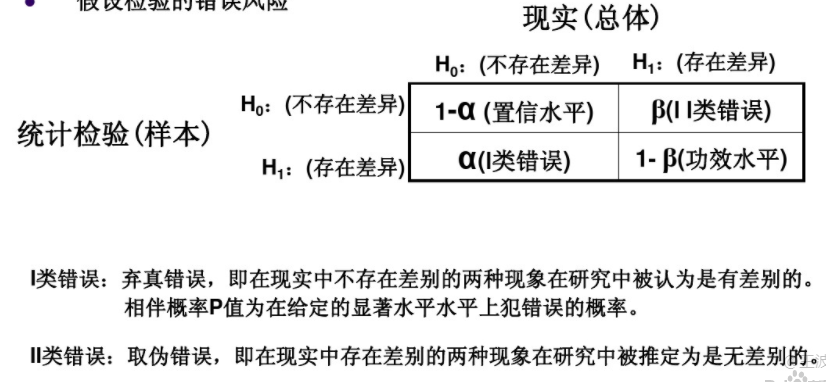 ● 假设检验的错误风险
现实(总体)
H₀：(不存在差异) H₁：(存在差异)
H₀：(不存在差异) 1-α (置信水平) β(I I类错误)
统计检验(样本)
H₁：(存在差异) α(I类错误) 1- β(功效水平)
I类错误：弃真错误，即在现实中不存在差别的两种现象在研究中被认为是有差别的。
相伴概率P值为在给定的显著水平水平上犯错误的概率。
II类错误：取伪错误，即在现实中存在差别的两种现象在研究中被推定为是无差别的。